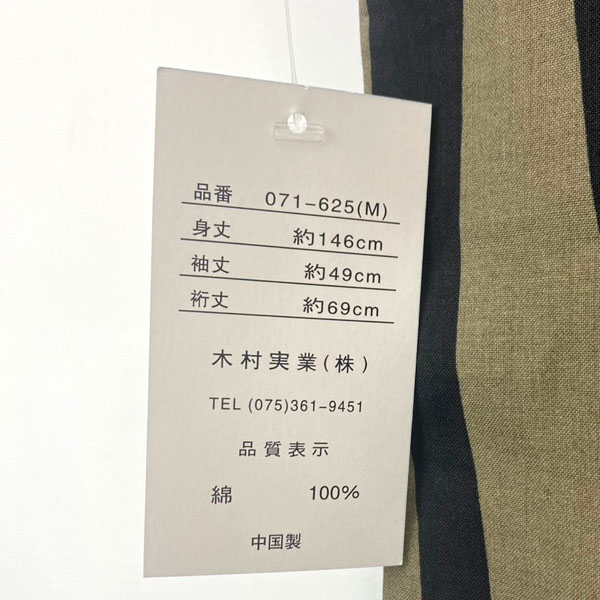 品番 071-625(M)
身丈 約146cm
袖丈 約49cm
裄丈 約69cm
木村実業(株)
TEL (075)361-9451
品質表示
綿 100%
中国製